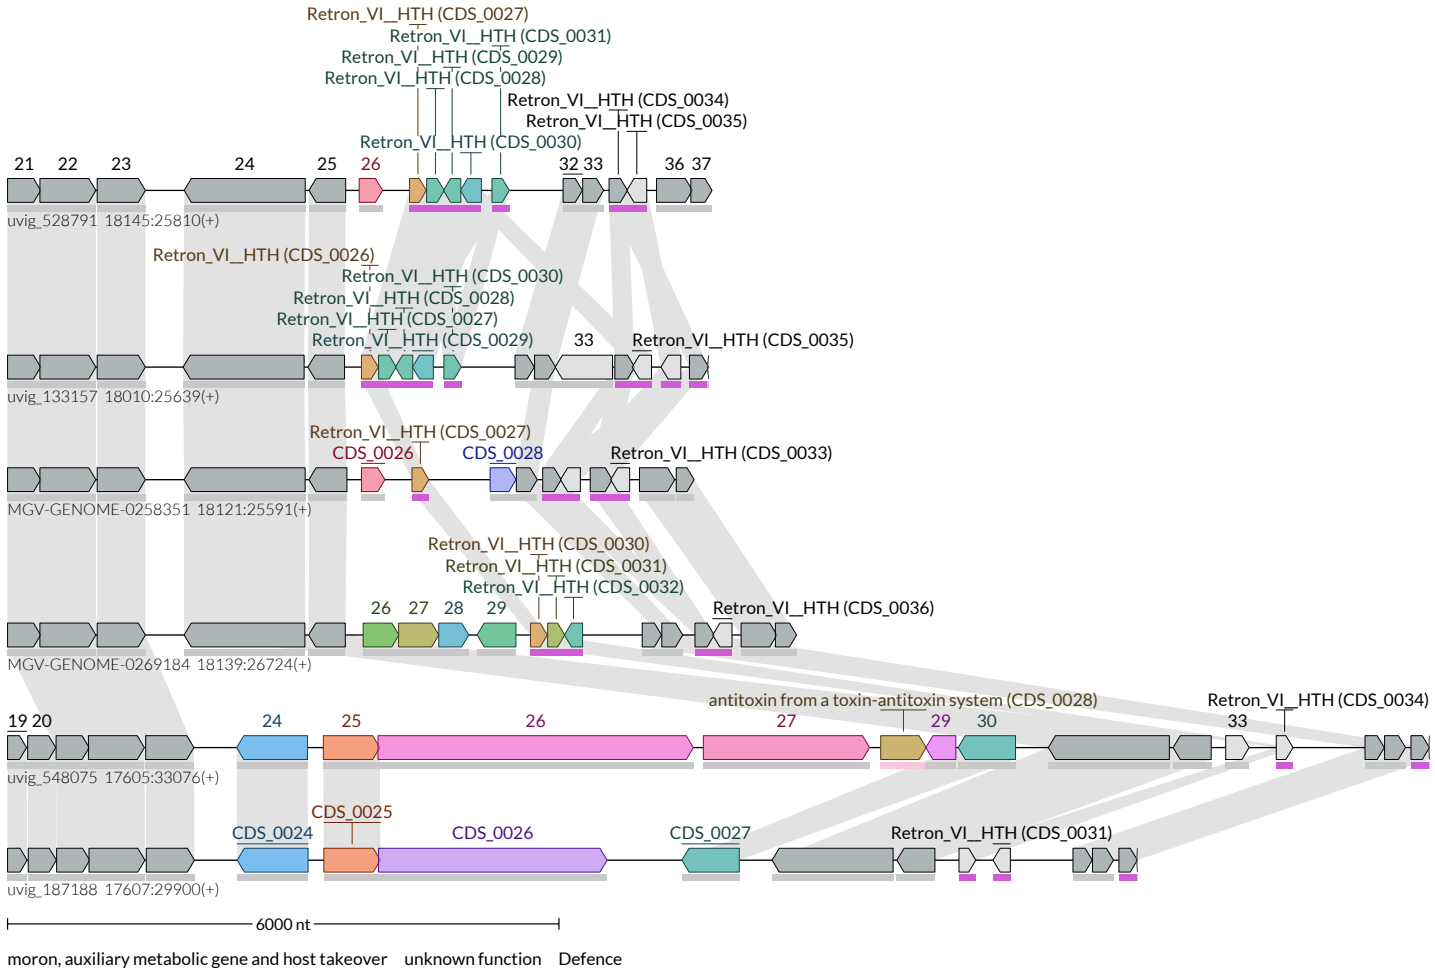 Retron_VI__HTH (CDS_0027)
Retron_VI__HTH (CDS_0031)
Retron_VI__HTH (CDS_0029)
Retron_VI__HTH (CDS_0028)
Retron_VI__HTH (CDS_0034)
Retron_VI__HTH (CDS_0035)
Retron_VI__HTH (CDS_0030)
21 22 23 24 25 26 32 33 36 37
uvig_528791 18145:25810(+)
Retron_VI__HTH (CDS_0026)
Retron_VI__HTH (CDS_0030)
Retron_VI__HTH (CDS_0028)
Retron_VI__HTH (CDS_0027)
Retron_VI__HTH (CDS_0029) 33 Retron_VI__HTH (CDS_0035)
uvig_133157 18010:25639(+)
Retron_VI__HTH (CDS_0027)
CDS_0026 CDS_0028 Retron_VI__HTH (CDS_0033)
MGV-GENOME-0258351 18121:25591(+)
Retron_VI__HTH (CDS_0030)
Retron_VI__HTH (CDS_0031)
Retron_VI__HTH (CDS_0032)
26 27 28 29 Retron_VI__HTH (CDS_0036)
MGV-GENOME-0269184 18139:26724(+)
antitoxin from a toxin-antitoxin system (CDS_0028) Retron_VI__HTH (CDS_0034)
19 20 24 25 26 27 29 30 33
uvig_548075 17605:33076(+)
CDS_0025
CDS_0024 CDS_0026 CDS_0027 Retron_VI__HTH (CDS_0031)
uvig_187188 17607:29900(+)
6000 nt
moron, auxiliary metabolic gene and host takeover unknown function Defence